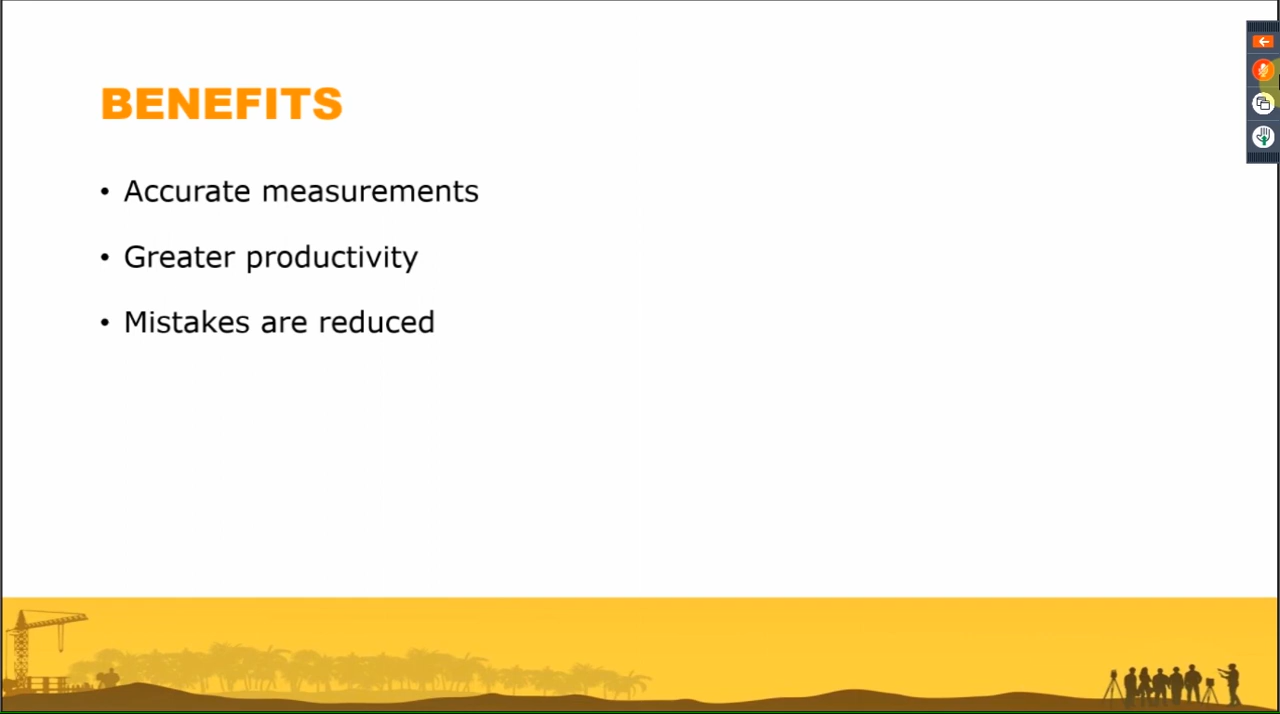 BENEFITS
• Accurate measurements
• Greater productivity
• Mistakes are reduced